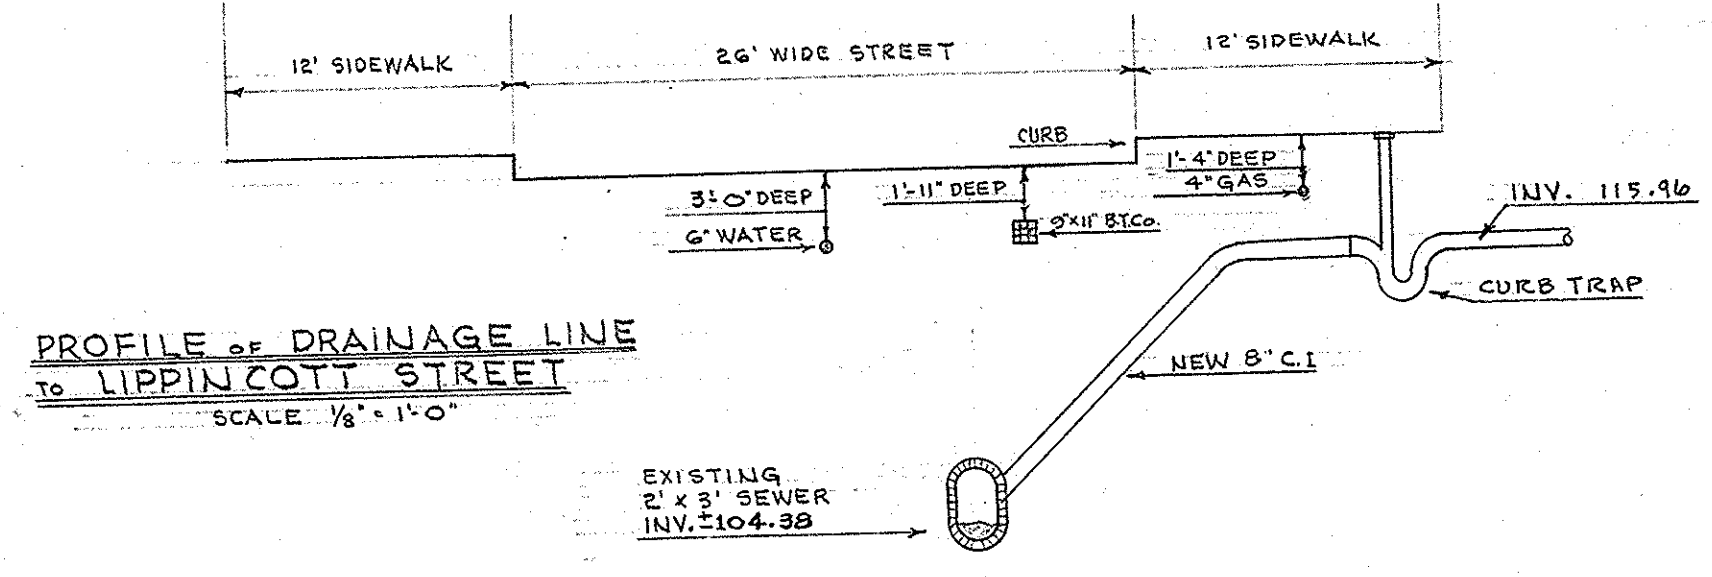 12' SIDEWALK
26' WIDE STREET
12' SIDEWALK
CURB
3'-0" DEEP
6" WATER
1'-11" DEEP
9"X11" B.T.Co.
1'-4" DEEP
4" GAS
INV. 115.96
CURB TRAP
PROFILE OF DRAINAGE LINE
TO LIPPINCOTT STREET
SCALE 1/8" = 1'-0"
NEW 8" C.I.
EXISTING
2' X 3' SEWER
INV. ±104.38